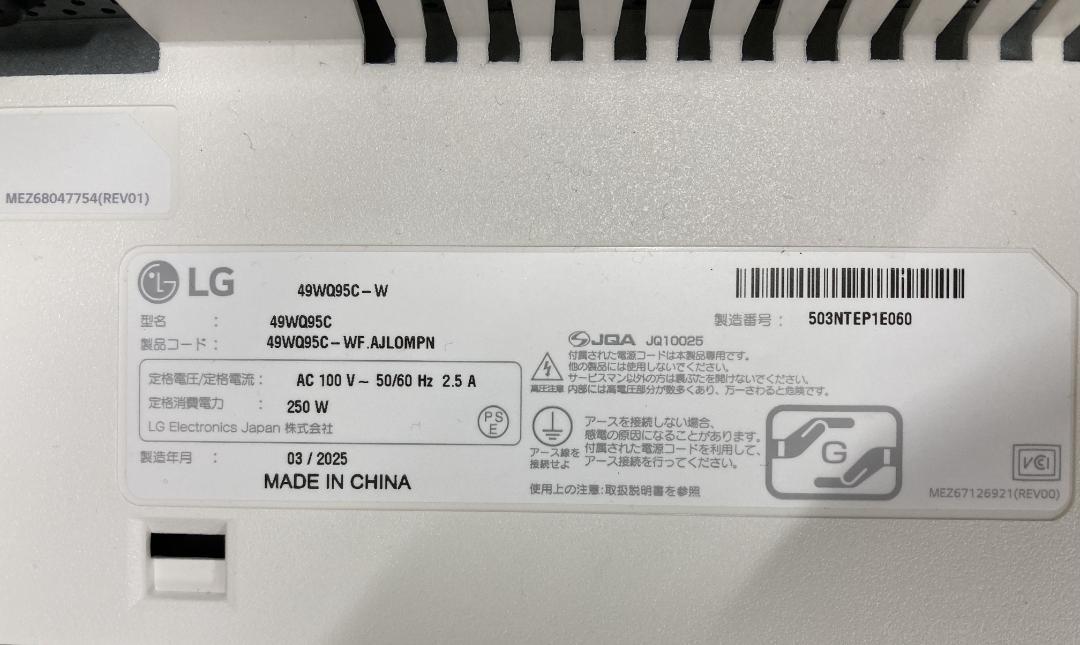 MEZ68047754(REV01)
LG
49WQ95C-W
型名 : 49WQ95C
製品コード : 49WQ95C-WF.AJLOMPN
定格電圧/定格電流 : AC 100 V~ 50/60 Hz 2.5 A
定格消費電力 : 250 W
LG Electronics Japan 株式会社
PS
E
製造年月 : 03 / 2025
MADE IN CHINA
製造番号 : 503NTEP1E060
JQA JQ10025
付属された電源コードは本製品専用です。
他の製品には使用しないでください。
サービスマン以外の方は裏ぶたを開けないでください。
高圧注意 内部には高電圧部分が数多くあり、万一さわると危険です。
アースを接続しない場合、
感電の原因になることがあります。
付属された電源コードを利用して、
アース接続を行ってください。
アース線を
接続せよ
使用上の注意:取扱説明書を参照
G
VCI
MEZ67126921(REV00)